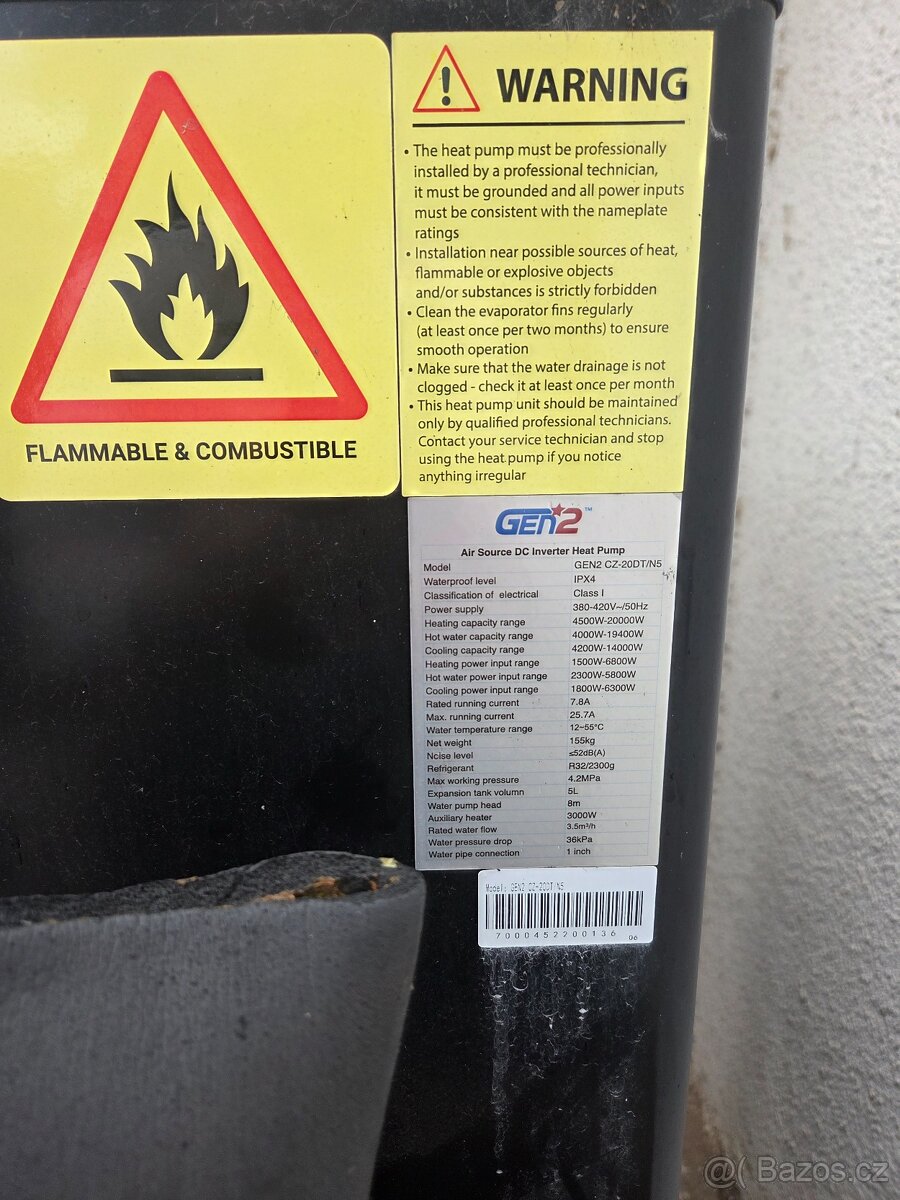 FLAMMABLE & COMBUSTIBLE
! WARNING
• The heat pump must be professionally
installed by a professional technician,
it must be grounded and all power inputs
must be consistent with the nameplate
ratings
• Installation near possible sources of heat,
flammable or explosive objects
and/or substances is strictly forbidden
• Clean the evaporator fins regularly
(at least once per two months) to ensure
smooth operation
• Make sure that the water drainage is not
clogged - check it at least once per month
• This heat pump unit should be maintained
only by qualified professional technicians.
Contact your service technician and stop
using the heat pump if you notice
anything irregular
GEN2 ™
Air Source DC Inverter Heat Pump
Model GEN2 CZ-20DT/N5
Waterproof level IPX4
Classification of electrical Class I
Power supply 380-420V~/50Hz
Heating capacity range 4500W-20000W
Hot water capacity range 4000W-19400W
Cooling capacity range 4200W-14000W
Heating power input range 1500W-6800W
Hot water power input range 2300W-5800W
Cooling power input range 1800W-6300W
Rated running current 7.8A
Max. running current 25.7A
Water temperature range 12~55°C
Net weight 155kg
Ncise level ≤52dB(A)
Refrigerant R32/2300g
Max working pressure 4.2MPa
Expansion tank volumn 5L
Water pump head 8m
Auxiliary heater 3000W
Rated water flow 3.5m³/h
Water pressure drop 36kPa
Water pipe connection 1 inch
Model: GEN2 CZ-20DT/N5
7000452200136 06
@( Bazos.cz